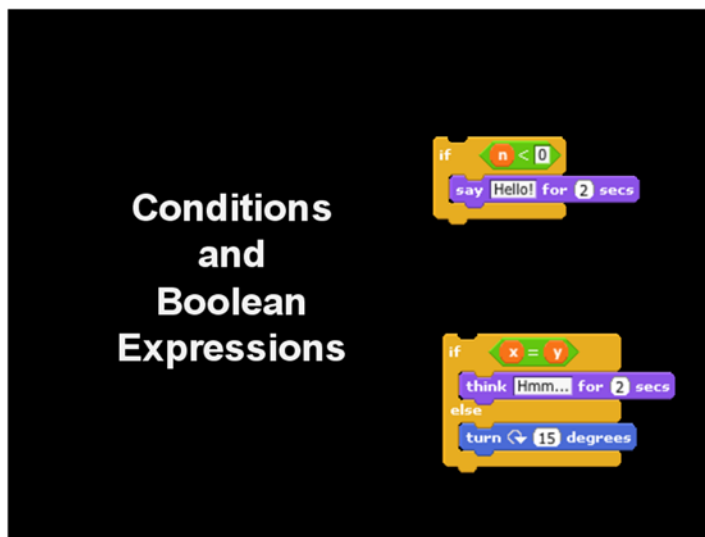 Conditions
and
Boolean
Expressions
if n < 0
say Hello! for 2 secs
if x = y
think Hmm... for 2 secs
else
turn 15 degrees